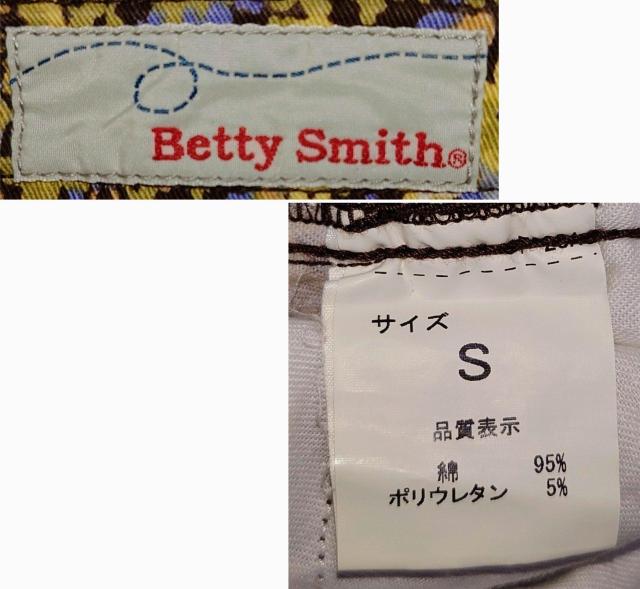 Betty Smith®
サイズ
S
品質表示
綿 95%
ポリウレタン 5%